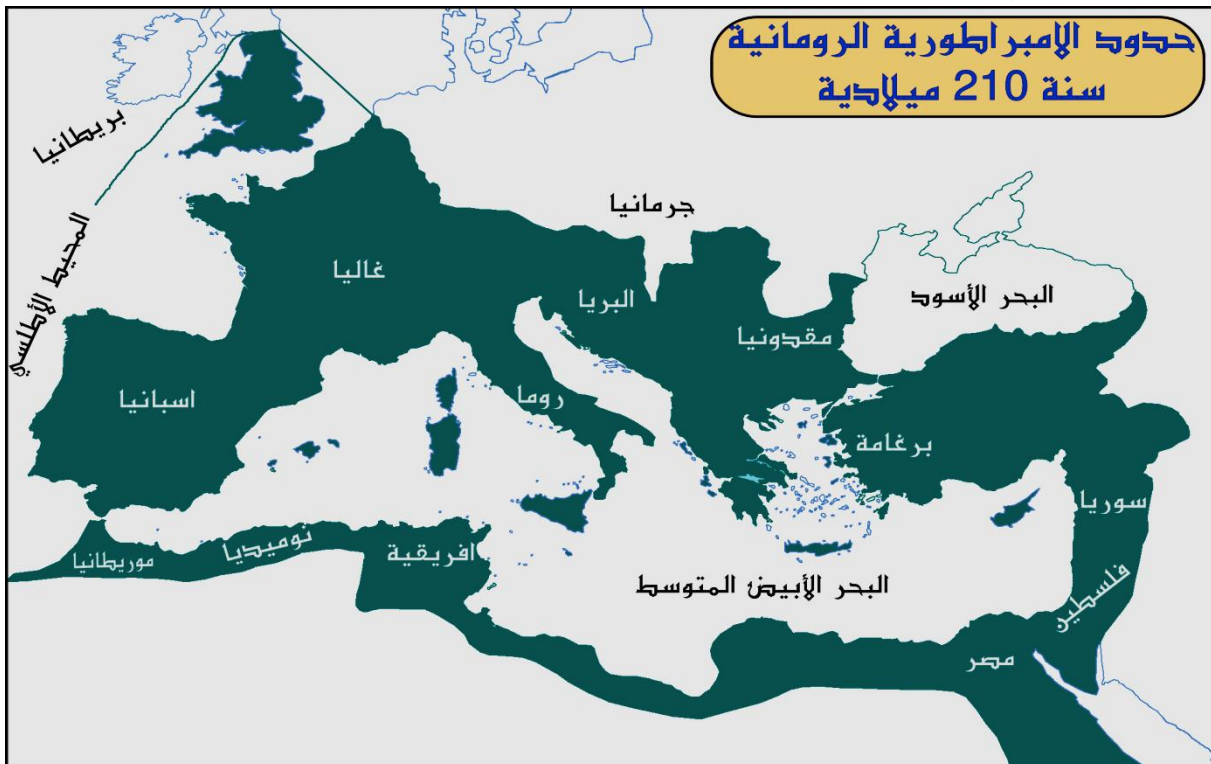 حدود الامبراطورية الرومانية
سنة 210 ميلادية
بريطانيا
المحيط الأطلسي
جرمانيا
غاليا
البريا
البحر الأسود
مقدونيا
اسبانيا
روما
برغامة
سوريا
موريطانيا
نوميديا
افريقية
البحر الأبيض المتوسط
فلسطين
مصر